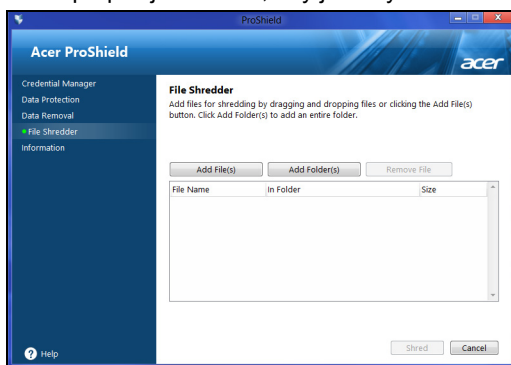 ProShield
Acer ProShield
acer
Credential Manager
Data Protection
Data Removal
File Shredder
Information
File Shredder
Add files for shredding by dragging and dropping files or clicking the Add File(s)
button. Click Add Folder(s) to add an entire folder.
Add File(s)
Add Folder(s)
Remove File
File Name
In Folder
Size
Shred
Cancel
? Help